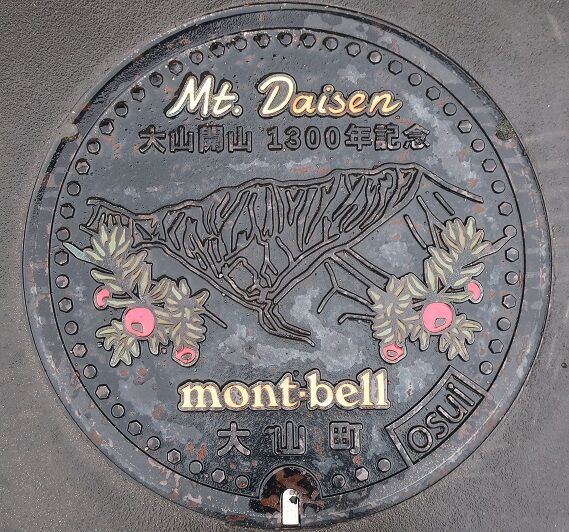 Mt. Daisen
大山開山 1300年記念
mont-bell
大山町
osui